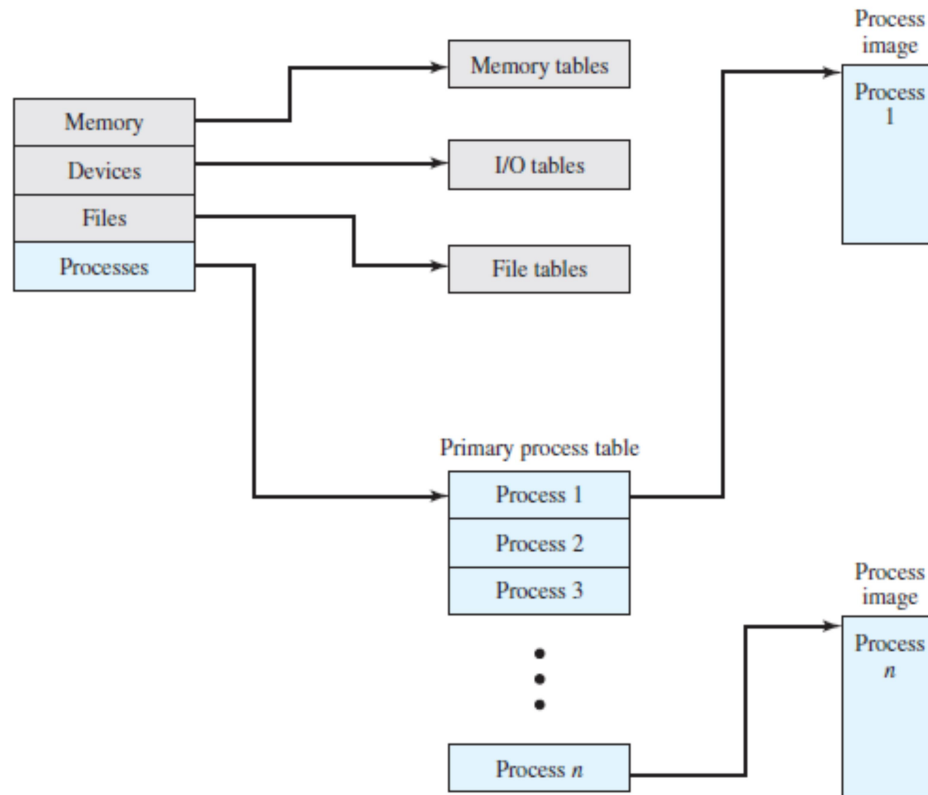 Memory
Devices
Files
Processes
Memory tables
I/O tables
File tables
Primary process table
Process 1
Process 2
Process 3
Process n
Process
image
Process
1
Process
image
Process
n